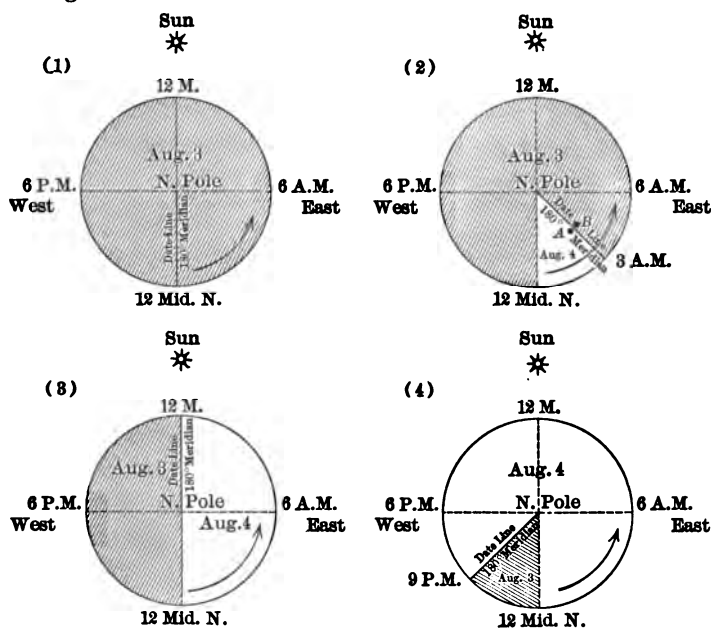 Sun
(1)
12 M.
Aug. 3
6 P.M.
N. Pole
6 A.M.
West
East
Date Line
180° Meridian
12 Mid. N.
Sun
(2)
12 M.
Aug. 3
6 P.M.
N. Pole
6 A.M.
West
East
Date Line
180° Meridian
B
A
Aug. 4
3 A.M.
12 Mid. N.
Sun
(3)
12 M.
Date Line
180° Meridian
Aug. 3
6 P.M.
N. Pole
6 A.M.
West
Aug. 4
East
12 Mid. N.
Sun
(4)
12 M.
Aug. 4
6 P.M.
N. Pole
6 A.M.
West
East
Date Line
180° Meridian
9 P.M.
Aug. 3
12 Mid. N.